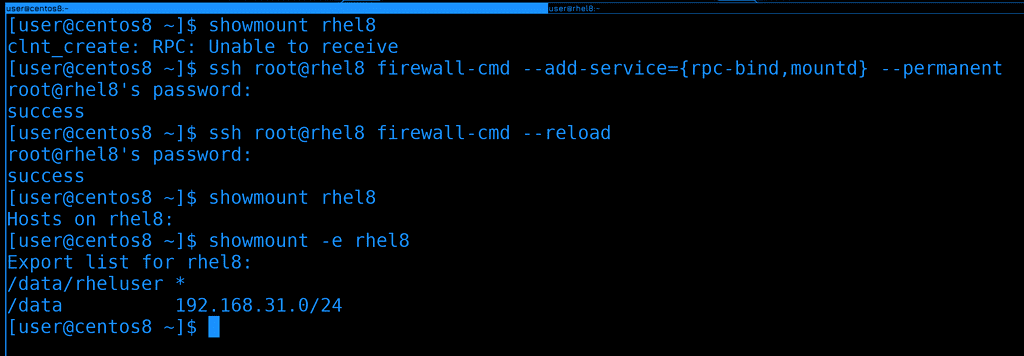 user@centos8:~
user@rhel8:~
[user@centos8 ~]$ showmount rhel8
clnt_create: RPC: Unable to receive
[user@centos8 ~]$ ssh root@rhel8 firewall-cmd --add-service={rpc-bind,mountd} --permanent
root@rhel8's password:
success
[user@centos8 ~]$ ssh root@rhel8 firewall-cmd --reload
root@rhel8's password:
success
[user@centos8 ~]$ showmount rhel8
Hosts on rhel8:
[user@centos8 ~]$ showmount -e rhel8
Export list for rhel8:
/data/rheluser *
/data          192.168.31.0/24
[user@centos8 ~]$